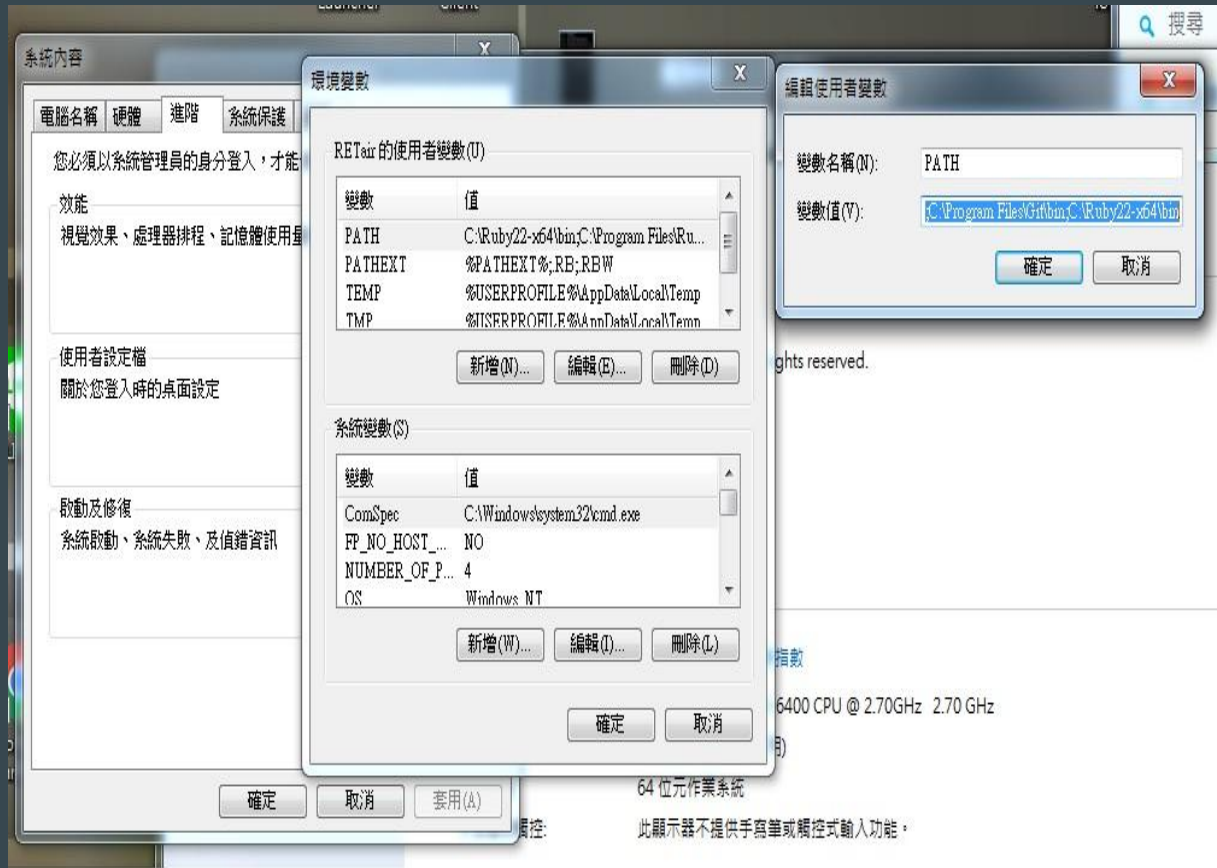 Launcher
Client
搜尋
系統內容
電腦名稱
硬體
進階
系統保護
您必須以系統管理員的身分登入，才能
效能
視覺效果、處理器排程、記憶體使用量
使用者設定檔
關於您登入時的桌面設定
啟動及修復
系統啟動、系統失敗、及偵錯資訊
確定
取消
套用(A)
環境變數
RETair 的使用者變數(U)
變數 值
PATH C:\Ruby22-x64\bin;C:\Program Files\Ru...
PATHEXT %PATHEXT%;.RB;.RBW
TEMP %USERPROFILE%\AppData\Local\Temp
TMP %USERPROFILE%\AppData\Local\Temp
新增(N)...
編輯(E)...
刪除(D)
系統變數(S)
變數 值
ComSpec C:\Windows\system32\cmd.exe
FP_NO_HOST_... NO
NUMBER_OF_P... 4
OS Windows_NT
新增(W)...
編輯(I)...
刪除(L)
確定
取消
編輯使用者變數
變數名稱(N): PATH
變數值(V): ;C:\Program Files\Git\bin;C:\Ruby22-x64\bin
確定
取消
ghts reserved.
指數
6400 CPU @ 2.70GHz 2.70 GHz
64 位元作業系統
觸控: 此顯示器不提供手寫筆或觸控式輸入功能。